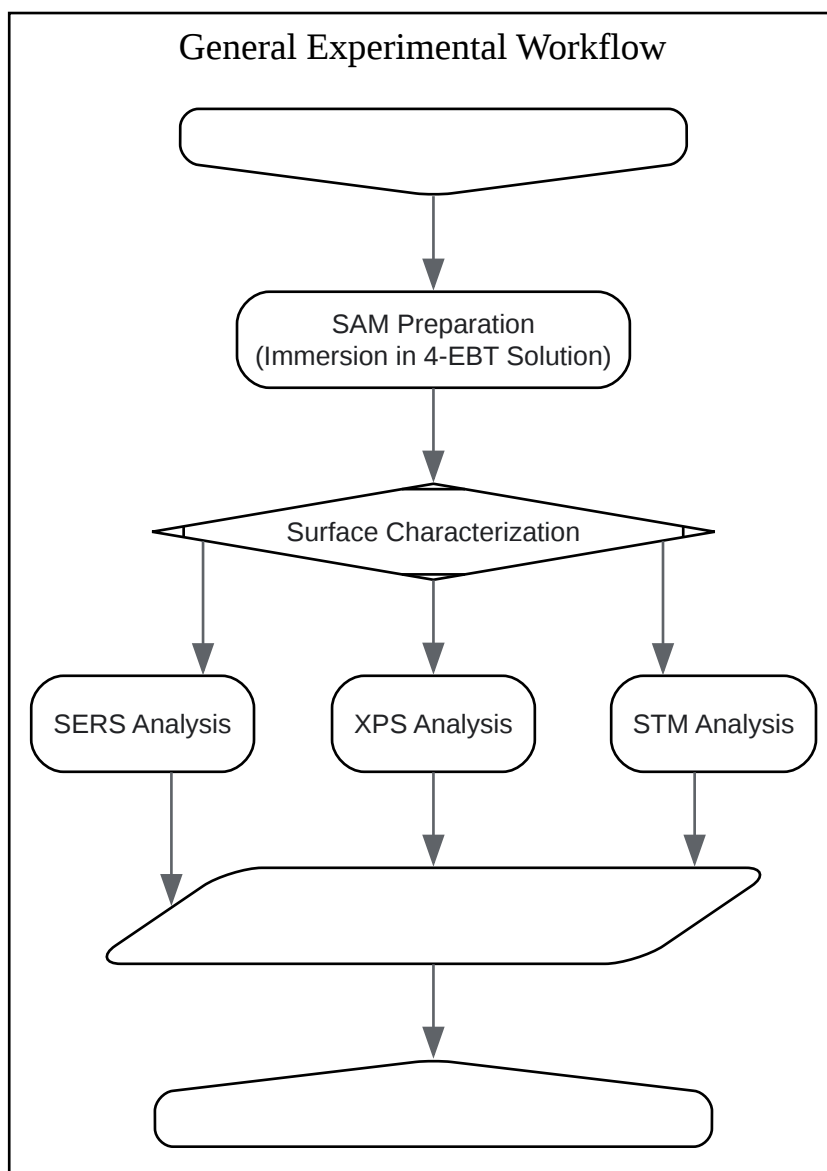 General Experimental Workflow
SAM Preparation
(Immersion in 4-EBT Solution)
Surface Characterization
SERS Analysis
XPS Analysis
STM Analysis